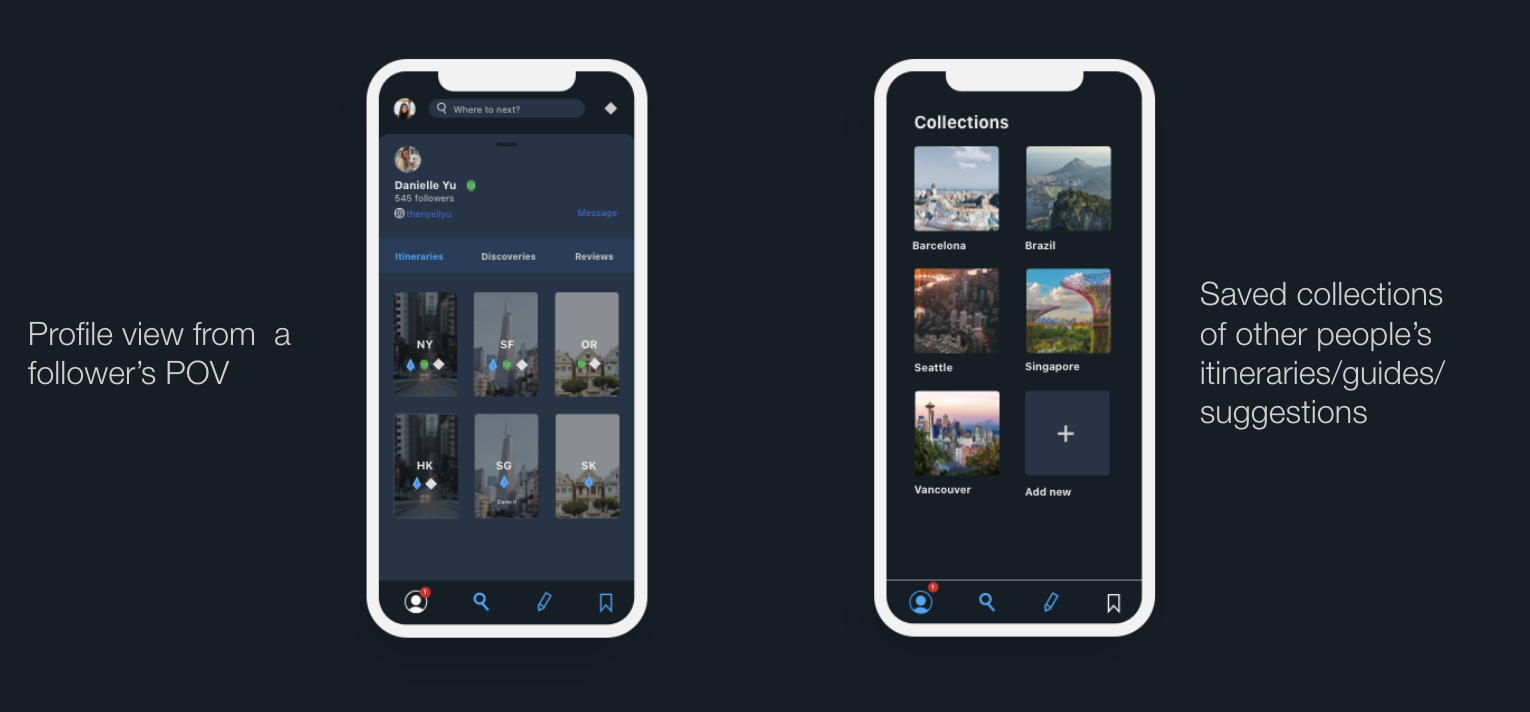 Profile view from a
follower's POV
Where to next?
Danielle Yu
545 followers
thenyellyu
Message
Itineraries Discoveries Reviews
NY SF OR
HK SG SK
1
Collections
Barcelona Brazil
Seattle Singapore
Vancouver Add new
1
Saved collections
of other people's
itineraries/guides/
suggestions